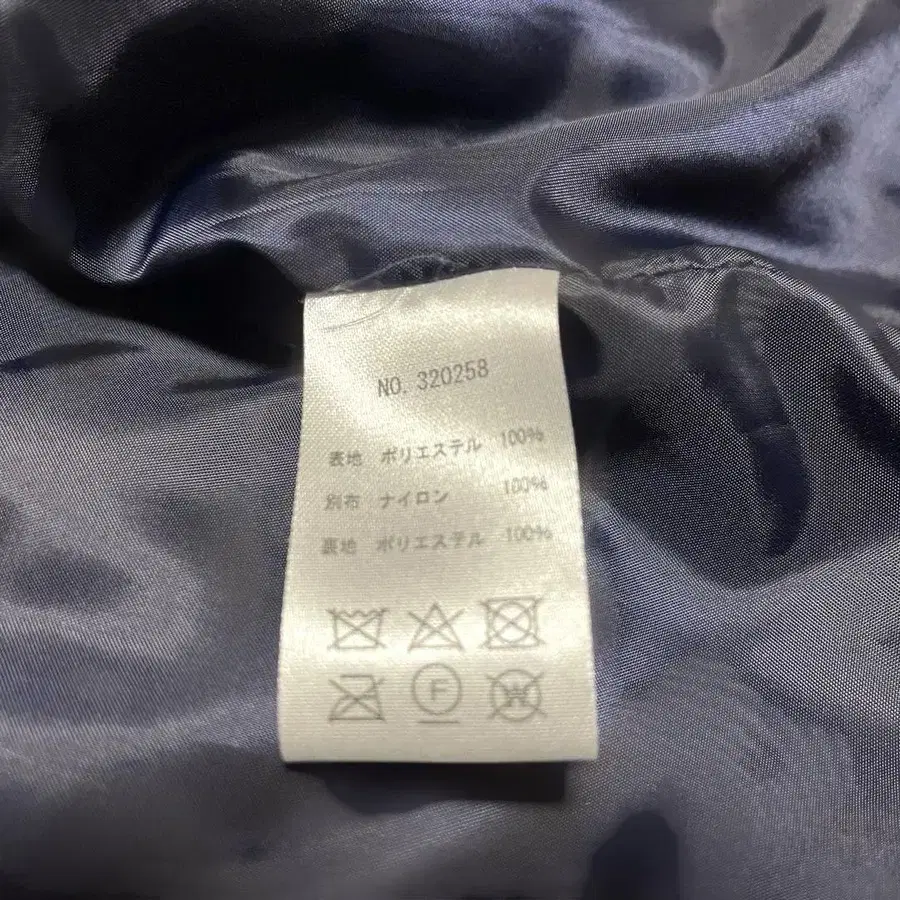 NO. 320258
表地 ポリエステル 100%
別布 ナイロン 100%
裏地 ポリエステル 100%
F W